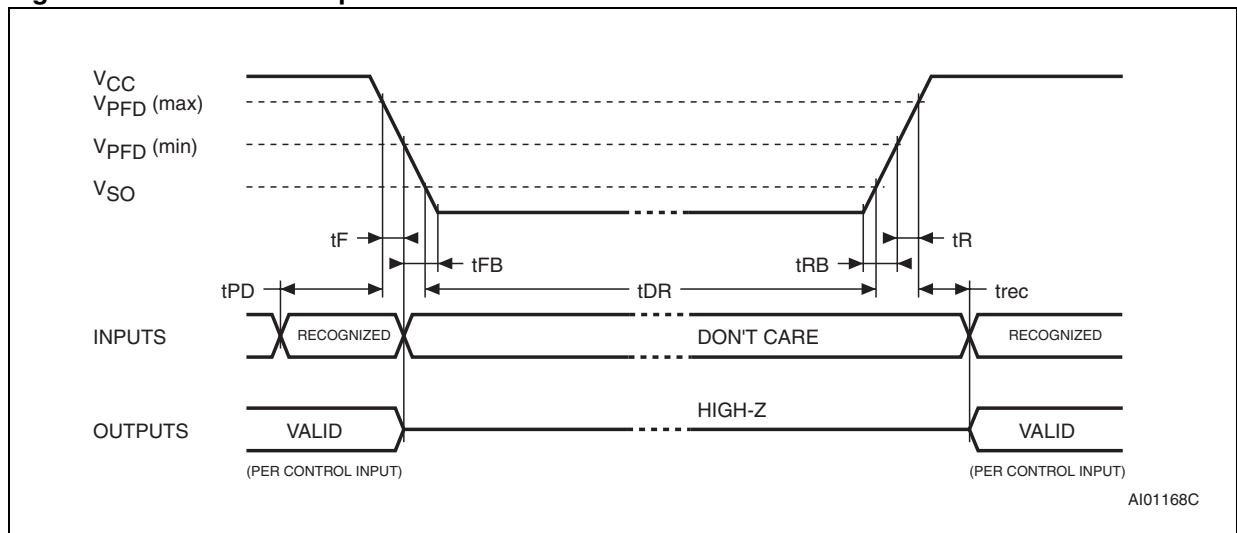 VCC
VPFD (max)
VPFD (min)
VSO
tF
tR
tFB
tRB
tPD
tDR
trec
INPUTS
RECOGNIZED
DON'T CARE
RECOGNIZED
HIGH-Z
OUTPUTS
VALID
VALID
(PER CONTROL INPUT)
(PER CONTROL INPUT)
AI01168C